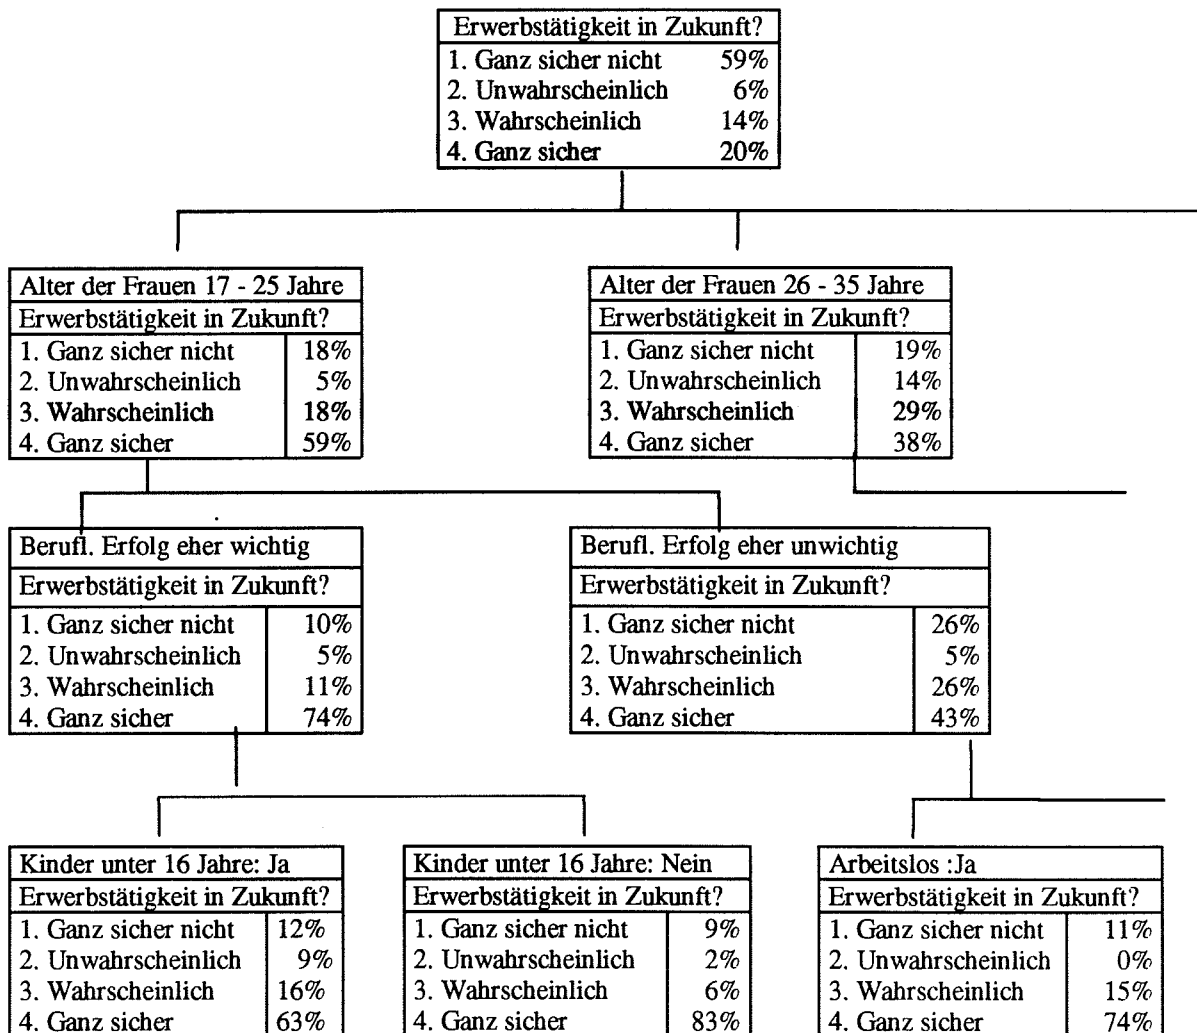 Erwerbstätigkeit in Zukunft?
1. Ganz sicher nicht 59%
2. Unwahrscheinlich 6%
3. Wahrscheinlich 14%
4. Ganz sicher 20%
Alter der Frauen 17 - 25 Jahre
Erwerbstätigkeit in Zukunft?
1. Ganz sicher nicht 18%
2. Unwahrscheinlich 5%
3. Wahrscheinlich 18%
4. Ganz sicher 59%
Alter der Frauen 26 - 35 Jahre
Erwerbstätigkeit in Zukunft?
1. Ganz sicher nicht 19%
2. Unwahrscheinlich 14%
3. Wahrscheinlich 29%
4. Ganz sicher 38%
Berufl. Erfolg eher wichtig
Erwerbstätigkeit in Zukunft?
1. Ganz sicher nicht 10%
2. Unwahrscheinlich 5%
3. Wahrscheinlich 11%
4. Ganz sicher 74%
Berufl. Erfolg eher unwichtig
Erwerbstätigkeit in Zukunft?
1. Ganz sicher nicht 26%
2. Unwahrscheinlich 5%
3. Wahrscheinlich 26%
4. Ganz sicher 43%
Kinder unter 16 Jahre: Ja
Erwerbstätigkeit in Zukunft?
1. Ganz sicher nicht 12%
2. Unwahrscheinlich 9%
3. Wahrscheinlich 16%
4. Ganz sicher 63%
Kinder unter 16 Jahre: Nein
Erwerbstätigkeit in Zukunft?
1. Ganz sicher nicht 9%
2. Unwahrscheinlich 2%
3. Wahrscheinlich 6%
4. Ganz sicher 83%
Arbeitslos :Ja
Erwerbstätigkeit in Zukunft?
1. Ganz sicher nicht 11%
2. Unwahrscheinlich 0%
3. Wahrscheinlich 15%
4. Ganz sicher 74%